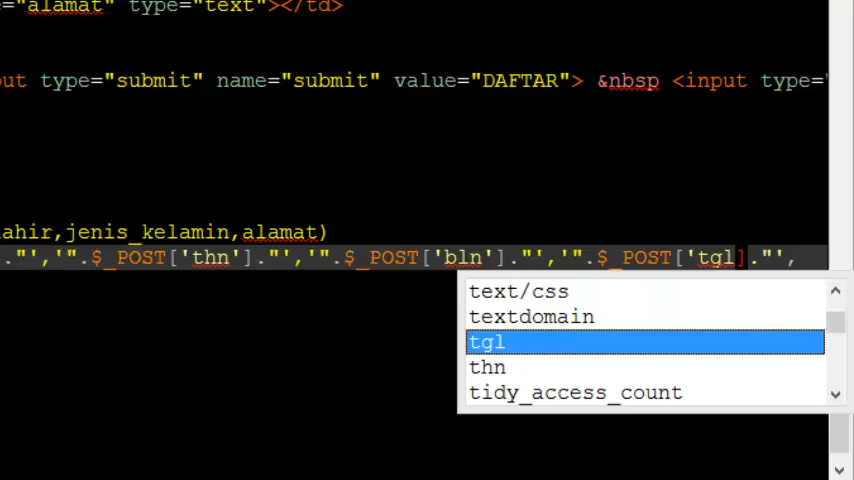 ="alamat" type="text"></td>
put type="submit" name="submit" value="DAFTAR"> &nbsp <input type="
ahir,jenis_kelamin,alamat)
."','".$_POST['thn']."','".$_POST['bln']."','".$_POST['tgl]."',
text/css
textdomain
tgl
thn
tidy_access_count